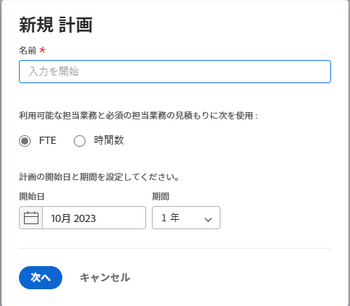 新規 計画
名前 *
入力を開始
利用可能な担当業務と必須の担当業務の見積もりに次を使用 :
FTE 時間数
計画の開始日と期間を設定してください。
開始日 期間
10月 2023 1 年
次へ キャンセル